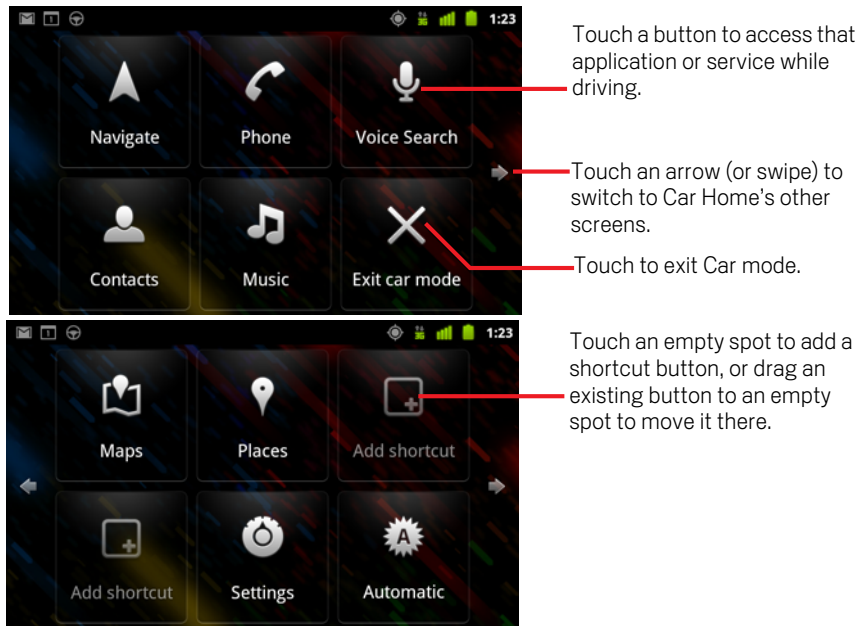 1:23
Navigate
Phone
Voice Search
Contacts
Music
Exit car mode
Touch a button to access that
application or service while
driving.
Touch an arrow (or swipe) to
switch to Car Home’s other
screens.
Touch to exit Car mode.
1:23
Maps
Places
Add shortcut
Add shortcut
Settings
A
Automatic
Touch an empty spot to add a
shortcut button, or drag an
existing button to an empty
spot to move it there.